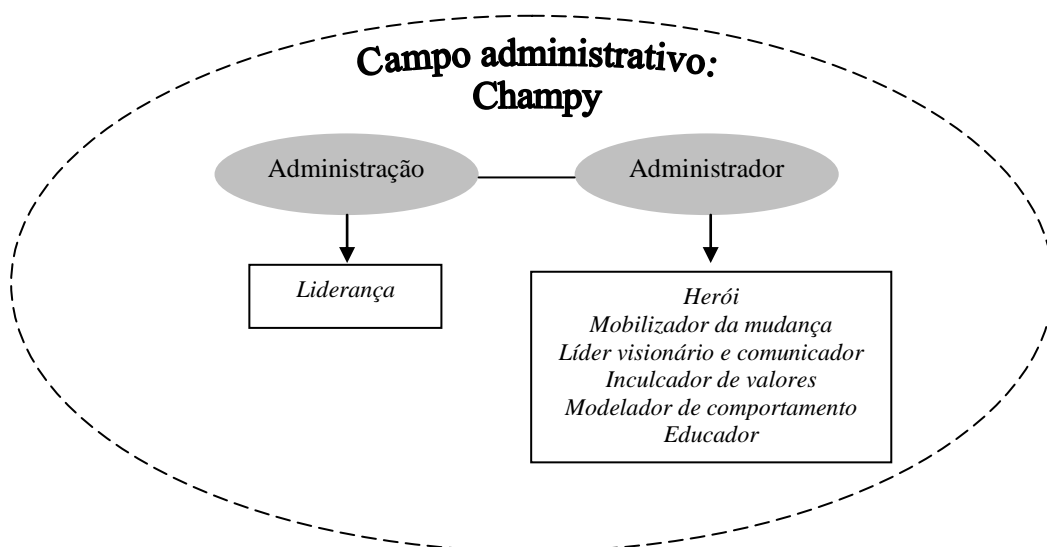 Campo administrativo:
Champy
Administração
Administrador
Liderança
Herói
Mobilizador da mudança
Líder visionário e comunicador
Inculcador de valores
Modelador de comportamento
Educador